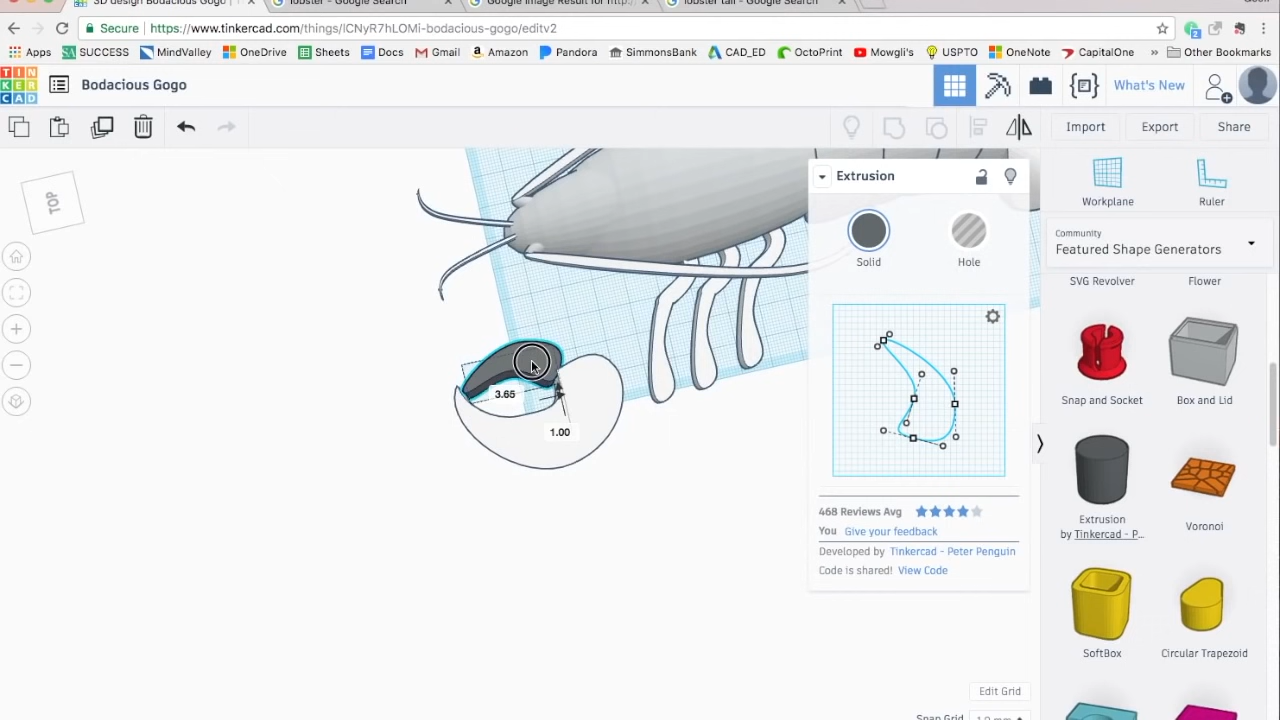 3D design Bodacious Gogo | T
lobster - Google Search
Google Image Result for http:/
lobster tail - Google Search
Secure
https://www.tinkercad.com/things/lCNyR7hLOMi-bodacious-gogo/editv2
Apps
SUCCESS
MindValley
OneDrive
Sheets
Docs
Gmail
Amazon
Pandora
SimmonsBank
CAD_ED
OctoPrint
Mowgli's
USPTO
OneNote
CapitalOne
»
Other Bookmarks
TIN
KER
CAD
Bodacious Gogo
What's New
Import
Export
Share
TOP
Extrusion
Solid
Hole
468 Reviews Avg
You Give your feedback
Developed by Tinkercad - Peter Penguin
Code is shared! View Code
3.65
1.00
Workplane
Ruler
Community
Featured Shape Generators
SVG Revolver
Flower
Snap and Socket
Box and Lid
Extrusion
by Tinkercad - P...
Voronoi
SoftBox
Circular Trapezoid
Edit Grid
Snap Grid
1.0 mm